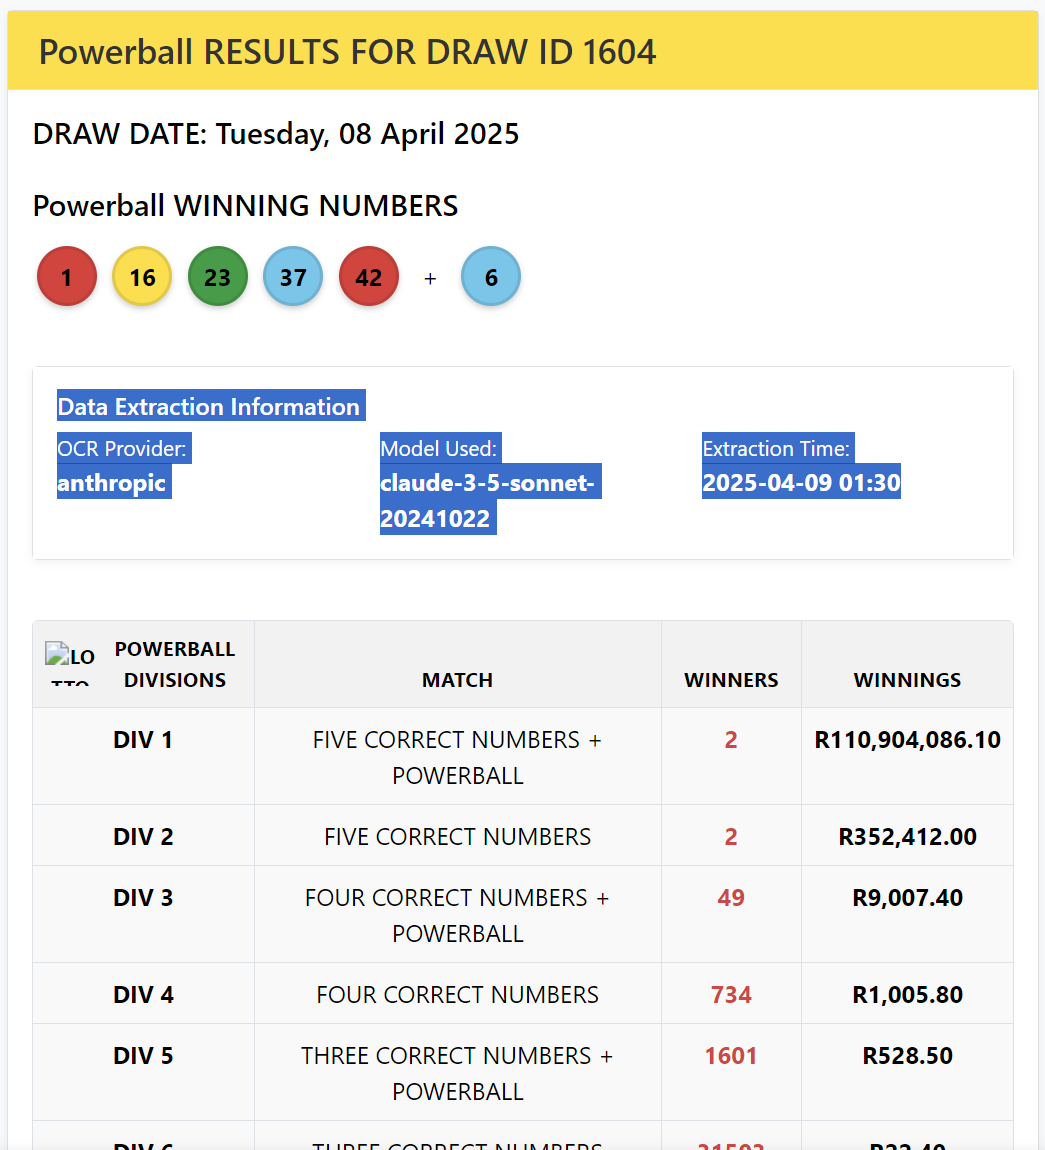 Powerball RESULTS FOR DRAW ID 1604
DRAW DATE: Tuesday, 08 April 2025
Powerball WINNING NUMBERS
1 16 23 37 42 + 6
Data Extraction Information
OCR Provider: Model Used: Extraction Time:
anthropic claude-3-5-sonnet- 2025-04-09 01:30
20241022
LO POWERBALL
DIVISIONS MATCH WINNERS WINNINGS
DIV 1 FIVE CORRECT NUMBERS + 2 R110,904,086.10
POWERBALL
DIV 2 FIVE CORRECT NUMBERS 2 R352,412.00
DIV 3 FOUR CORRECT NUMBERS + 49 R9,007.40
POWERBALL
DIV 4 FOUR CORRECT NUMBERS 734 R1,005.80
DIV 5 THREE CORRECT NUMBERS + 1601 R528.50
POWERBALL
DIV 6 THREE CORRECT NUMBERS